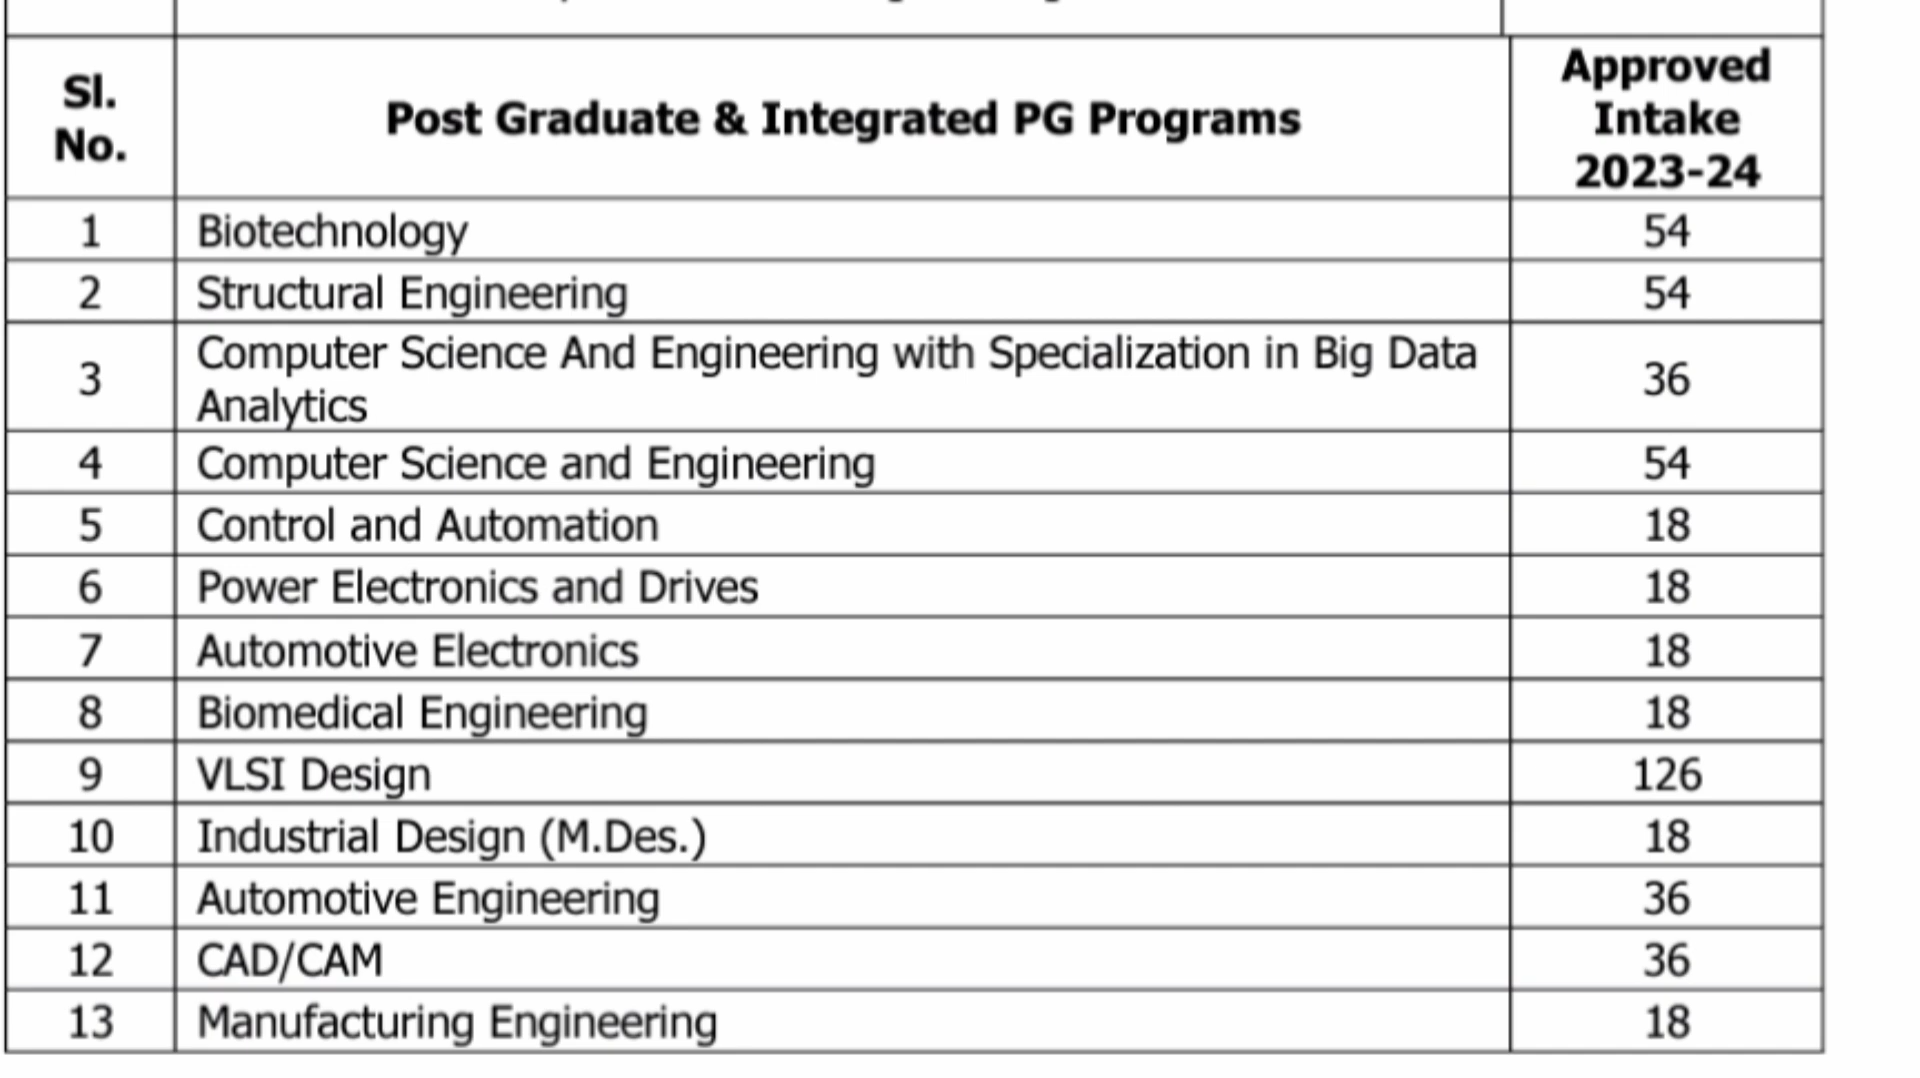 Sl.
No.
Post Graduate & Integrated PG Programs
Approved
Intake
2023-24
1 Biotechnology 54
2 Structural Engineering 54
3 Computer Science And Engineering with Specialization in Big Data
Analytics 36
4 Computer Science and Engineering 54
5 Control and Automation 18
6 Power Electronics and Drives 18
7 Automotive Electronics 18
8 Biomedical Engineering 18
9 VLSI Design 126
10 Industrial Design (M.Des.) 18
11 Automotive Engineering 36
12 CAD/CAM 36
13 Manufacturing Engineering 18